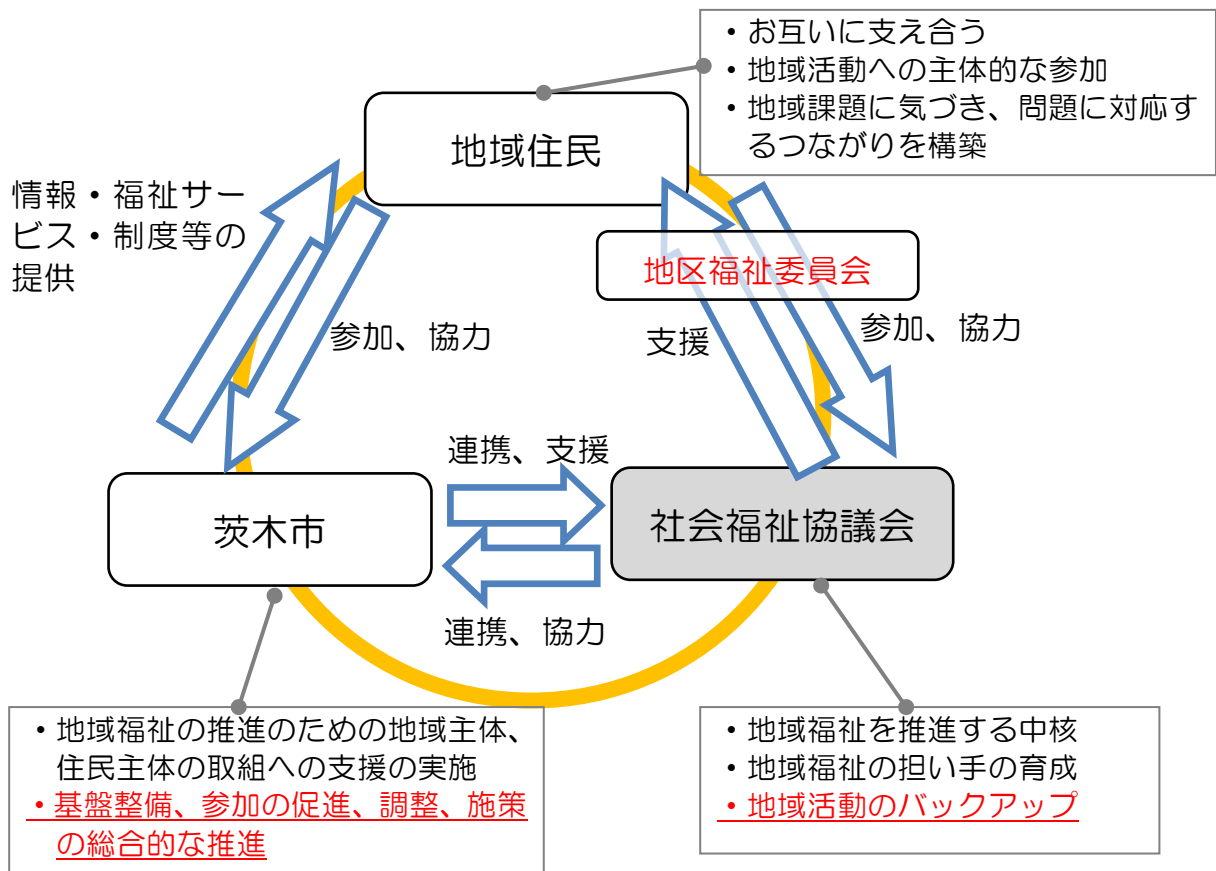 ・お互いに支え合う
・地域活動への主体的な参加
・地域課題に気づき、問題に対応す
るつながりを構築
地域住民
情報・福祉サー
ビス・制度等の
提供
地区福祉委員会
参加、協力
支援
参加、協力
連携、支援
茨木市
社会福祉協議会
連携、協力
・地域福祉の推進のための地域主体、
住民主体の取組への支援の実施
・基盤整備、参加の促進、調整、施策
の総合的な推進
・地域福祉を推進する中核
・地域福祉の担い手の育成
・地域活動のバックアップ